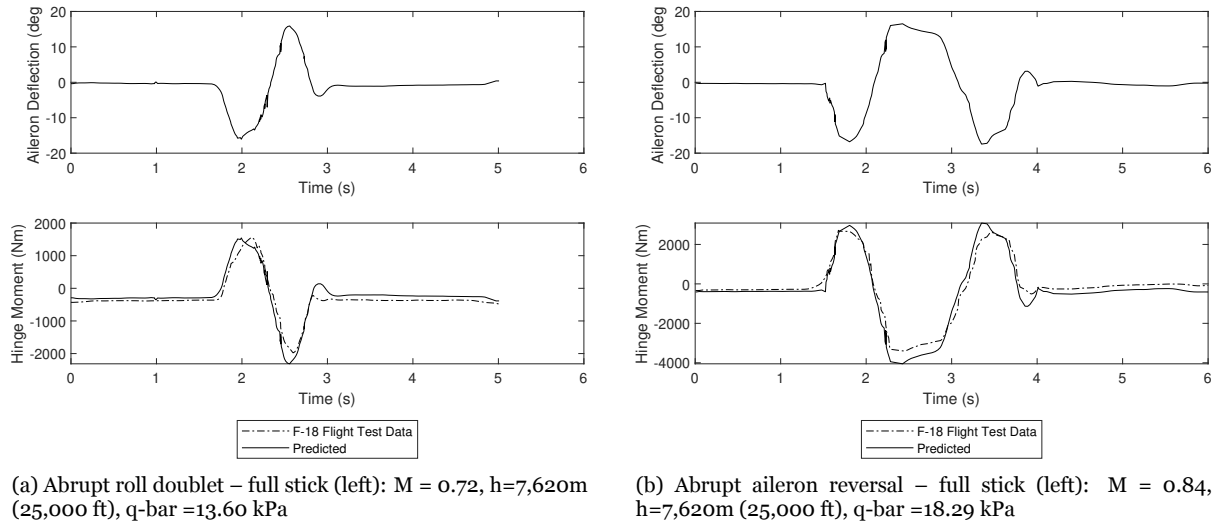 20
10
0
-10
-20
Aileron Deflection (deg
0 1 2 3 4 5 6
Time (s)
2000
1000
0
-1000
-2000
Hinge Moment (Nm)
0 1 2 3 4 5 6
Time (s)
F-18 Flight Test Data
Predicted
(a) Abrupt roll doublet – full stick (left): M = 0.72, h=7,620m
(25,000 ft), q-bar =13.60 kPa
20
10
0
-10
-20
Aileron Deflection (deg
0 1 2 3 4 5 6
Time (s)
2000
0
-2000
-4000
Hinge Moment (Nm)
0 1 2 3 4 5 6
Time (s)
F-18 Flight Test Data
Predicted
(b) Abrupt aileron reversal – full stick (left): M = 0.84,
h=7,620m (25,000 ft), q-bar =18.29 kPa